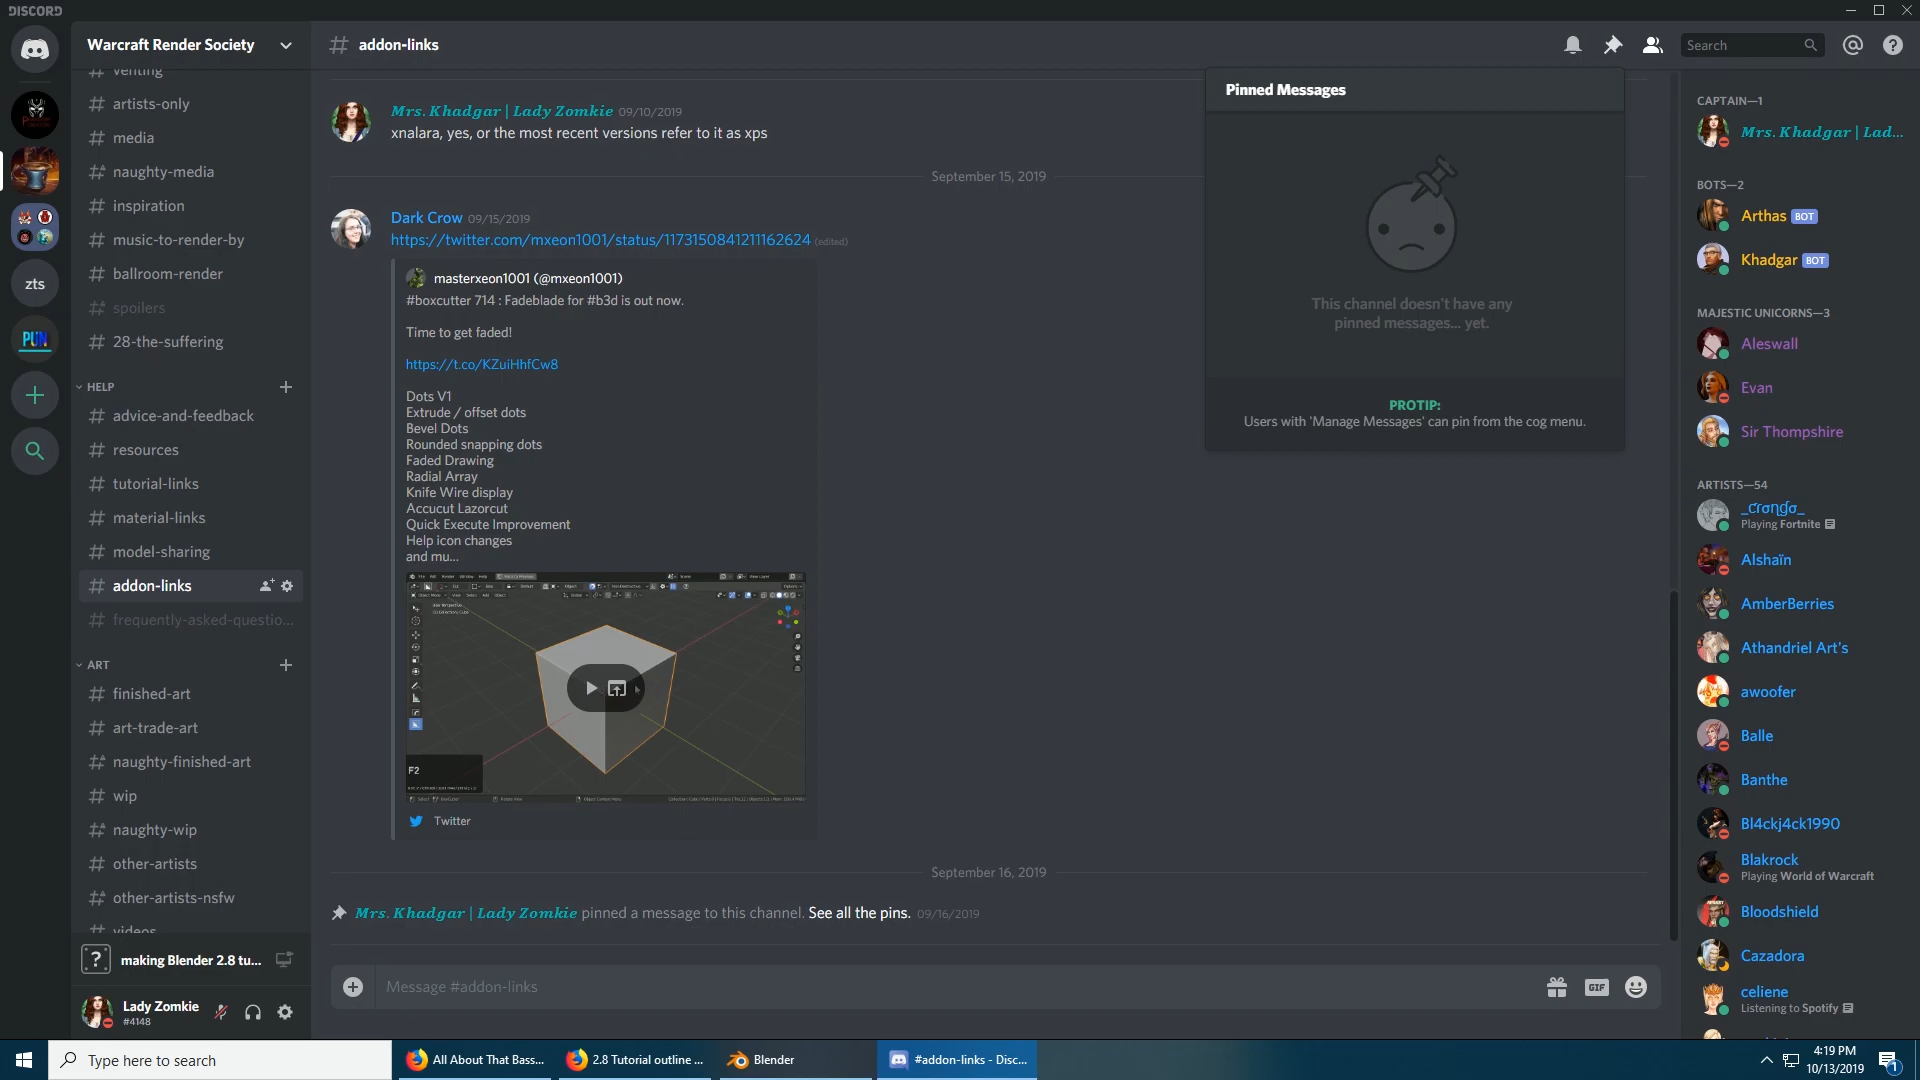 DISCORD
Warcraft Render Society
addon-links
Search
venting
artists-only
media
naughty-media
inspiration
music-to-render-by
ballroom-render
spoilers
28-the-suffering
HELP
advice-and-feedback
resources
tutorial-links
material-links
model-sharing
addon-links
frequently-asked-questio...
ART
finished-art
art-trade-art
naughty-finished-art
wip
naughty-wip
other-artists
other-artists-nsfw
videos
zts
PUN
making Blender 2.8 tu...
Lady Zomkie
#4148
Mrs. Khadgar | Lady Zomkie 09/10/2019
xnalara, yes, or the most recent versions refer to it as xps
September 15, 2019
Dark Crow 09/15/2019
https://twitter.com/mxeon1001/status/1173150841211162624 (edited)
masterxeon1001 (@mxeon1001)
#boxcutter 714 : Fadeblade for #b3d is out now.
Time to get faded!
https://t.co/KZuiHhfCw8
Dots V1
Extrude / offset dots
Bevel Dots
Rounded snapping dots
Faded Drawing
Radial Array
Knife Wire display
Accucut Lazorcut
Quick Execute Improvement
Help icon changes
and mu...
F2
Twitter
September 16, 2019
Mrs. Khadgar | Lady Zomkie pinned a message to this channel. See all the pins. 09/16/2019
Message #addon-links
GIF
Pinned Messages
This channel doesn't have any
pinned messages... yet.
PROTIP:
Users with 'Manage Messages' can pin from the cog menu.
CAPTAIN—1
Mrs. Khadgar | Lad...
BOTS—2
Arthas BOT
Khadgar BOT
MAJESTIC UNICORNS—3
Aleswall
Evan
Sir Thompshire
ARTISTS—54
Playing Fortnite
Alshaïn
AmberBerries
Athandriel Art's
awoofer
Balle
Banthe
Bl4ckj4ck1990
Blakrock
Playing World of Warcraft
Bloodshield
Cazadora
celiene
Listening to Spotify
Type here to search
All About That Bass...
2.8 Tutorial outline ...
Blender
#addon-links - Disc...
4:19 PM
10/13/2019
1